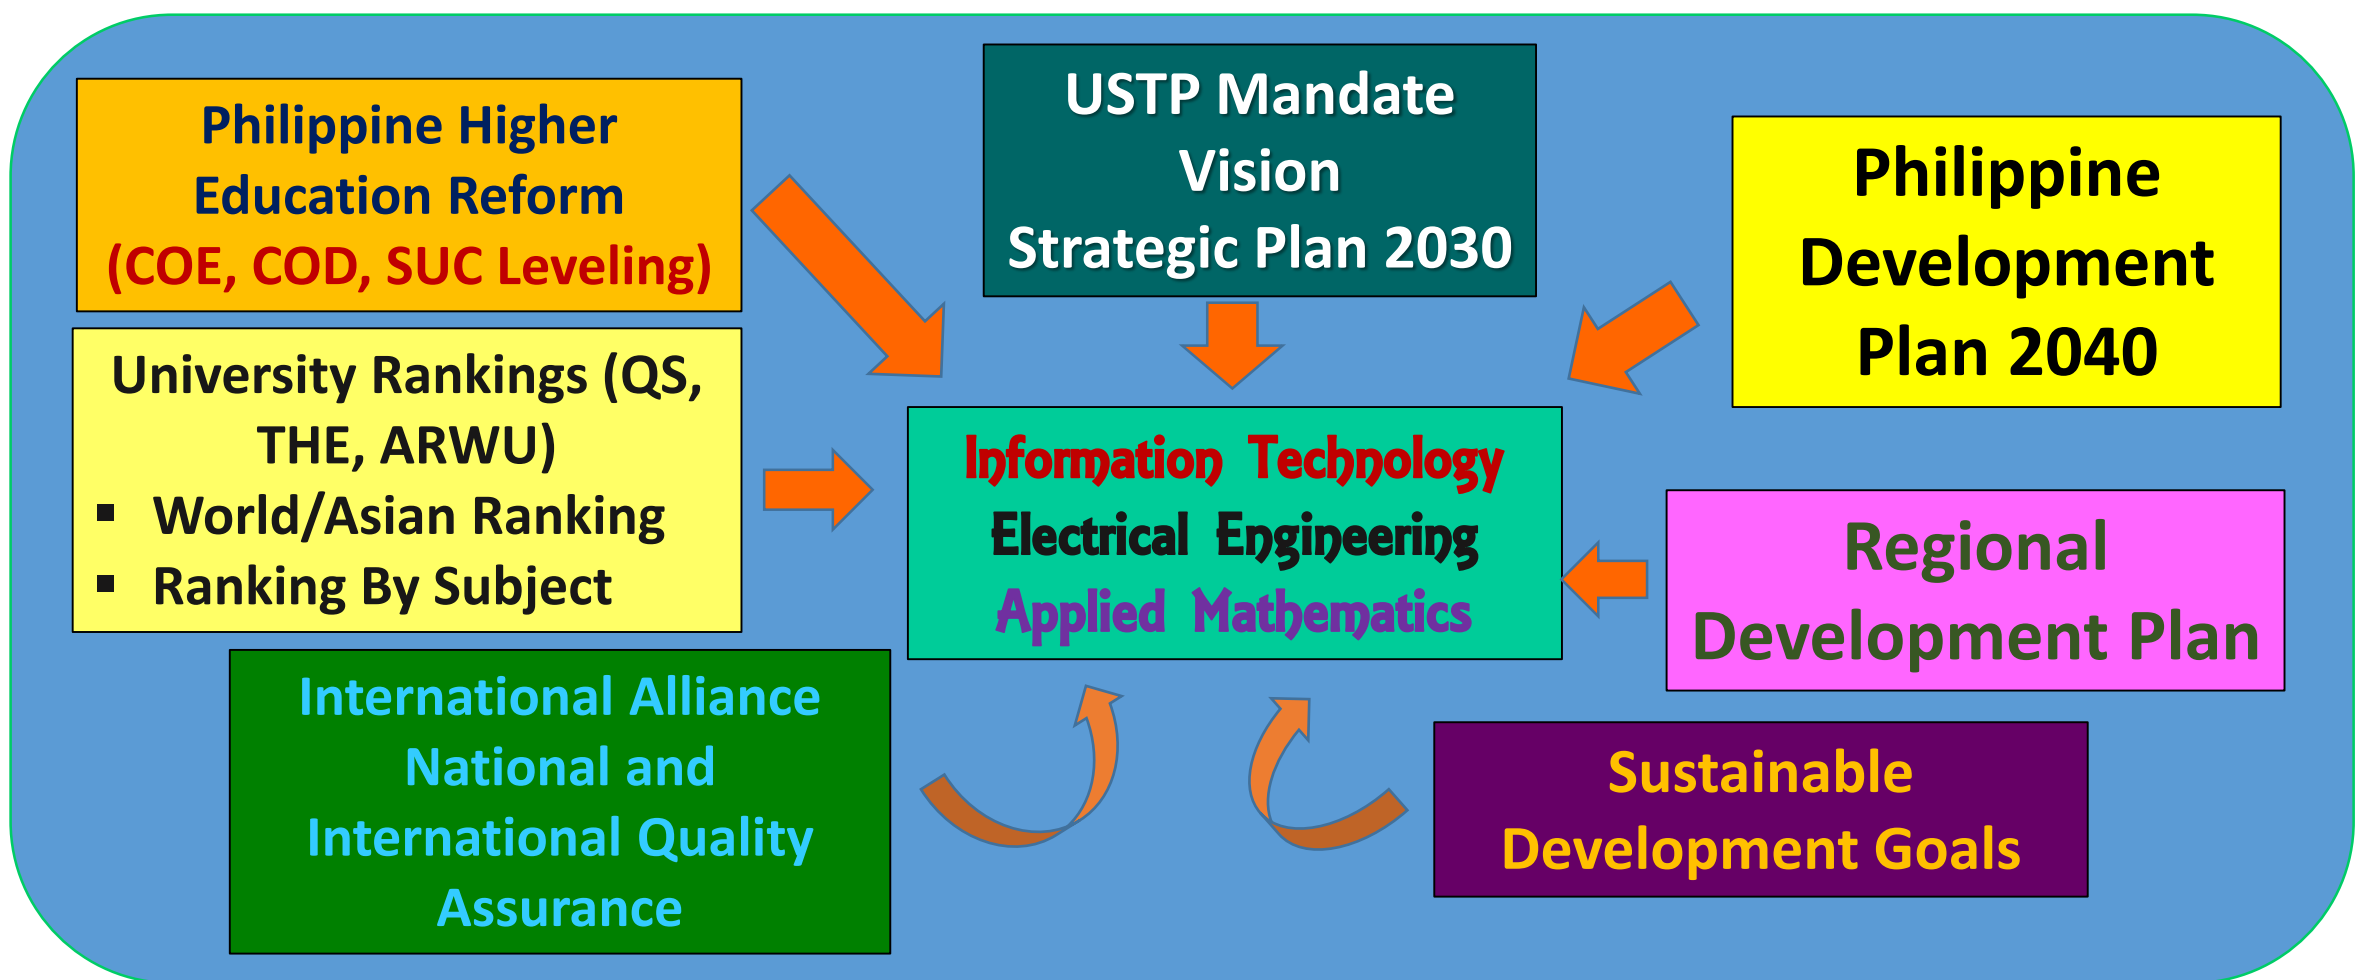 Philippine Higher
Education Reform
(COE, COD, SUC Leveling)
USTP Mandate
Vision
Strategic Plan 2030
Philippine
Development
Plan 2040
University Rankings (QS,
THE, ARWU)
▪ World/Asian Ranking
▪ Ranking By Subject
Information Technology
Electrical Engineering
Applied Mathematics
Regional
Development Plan
International Alliance
National and
International Quality
Assurance
Sustainable
Development Goals